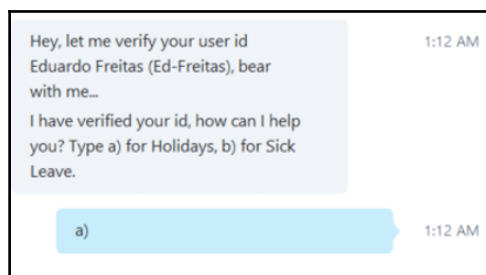 Hey, let me verify your user id
1:12 AM
Eduardo Freitas (Ed-Freitas), bear
with me...
I have verified your id, how can I help
you? Type a) for Holidays, b) for Sick
Leave.
a)
1:12 AM